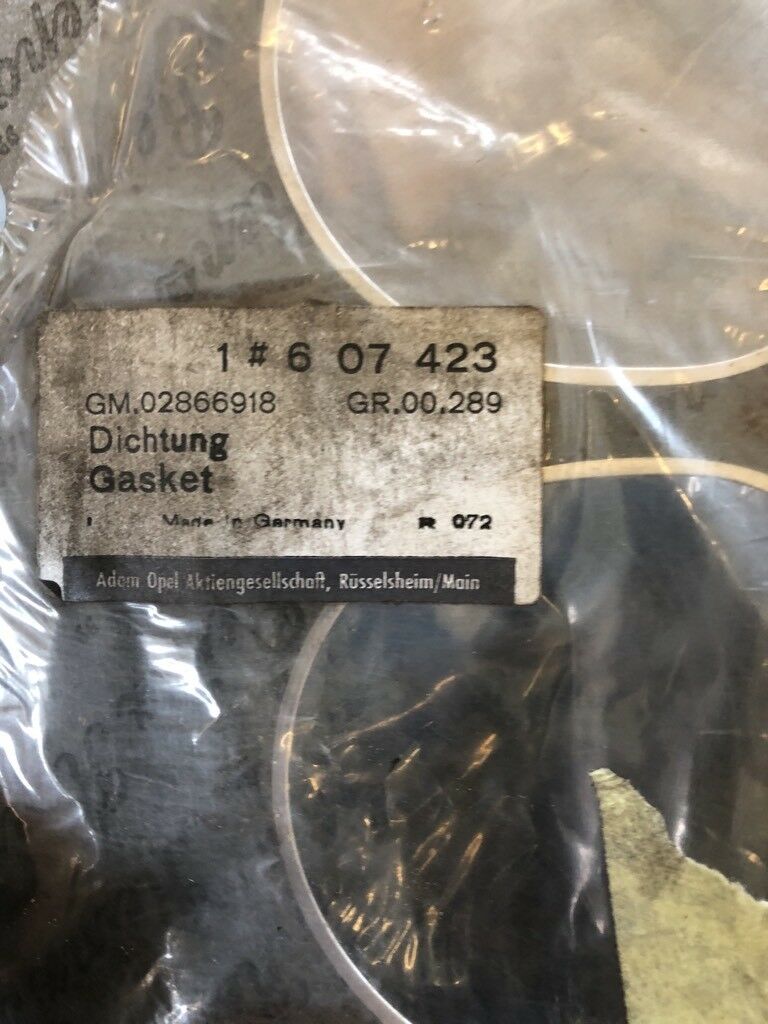 1 # 6 07 423
GM.02866918 GR.00.289
Dichtung
Gasket
Made in Germany R 072
Adam Opel Aktiengesellschaft, Rüsselsheim/Main